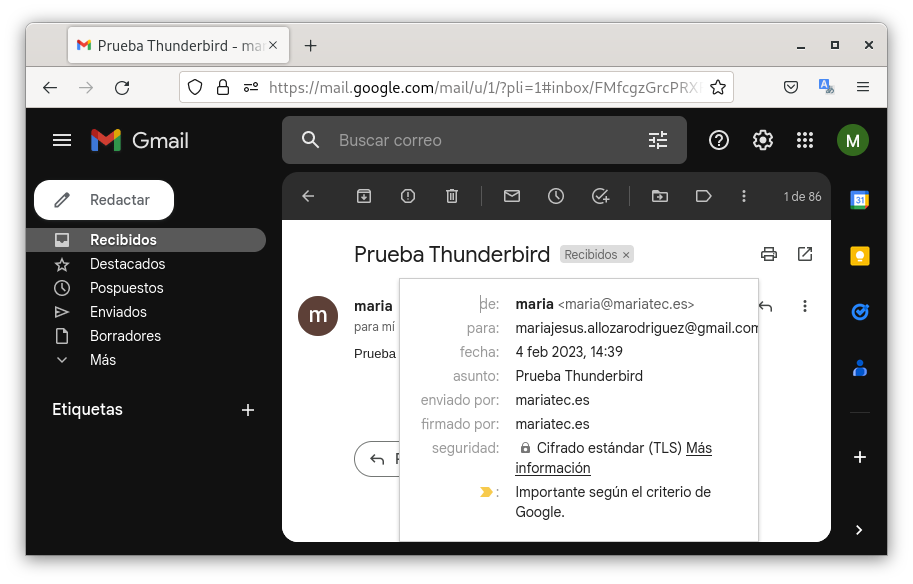 Prueba Thunderbird - mar
https://mail.google.com/mail/u/1/?pli=1#inbox/FMfcgzGrcPRX
Gmail
Buscar correo
M
Redactar
1 de 86
31
Recibidos
Destacados
Pospuestos
Enviados
Borradores
Más
Etiquetas
Prueba Thunderbird
Recibidos ×
m
maria
para mí
Prueba
de: maria <maria@mariatec.es>
para: mariajesus.allozarodriguez@gmail.com
fecha: 4 feb 2023, 14:39
asunto: Prueba Thunderbird
enviado por: mariatec.es
firmado por: mariatec.es
seguridad: Cifrado estándar (TLS) Más
información
: Importante según el criterio de
Google.